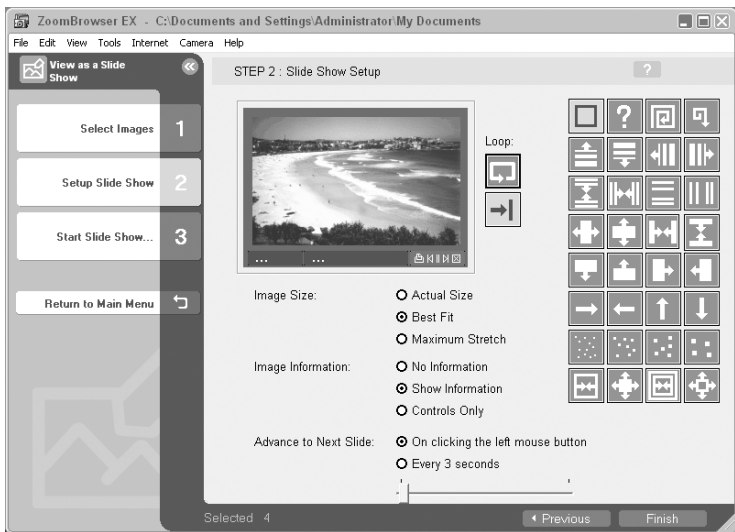 ZoomBrowser EX - C:\Documents and Settings\Administrator\My Documents
File Edit View Tools Internet Camera Help
View as a Slide
Show
STEP 2 : Slide Show Setup
?
Select Images 1
Setup Slide Show 2
Start Slide Show... 3
Return to Main Menu
Loop:
?
... ...
Image Size:
Actual Size
Best Fit
Maximum Stretch
Image Information:
No Information
Show Information
Controls Only
Advance to Next Slide:
On clicking the left mouse button
Every 3 seconds
Selected 4
Previous
Finish